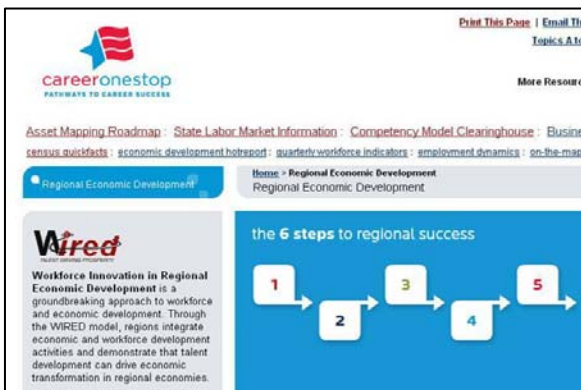 Print This Page | Email Th
Topics A to
careeronestop
PATHWAYS TO CAREER SUCCESS
More Resourc
Asset Mapping Roadmap : State Labor Market Information : Competency Model Clearinghouse : Busine
census quickfacts : economic development hotreport : quarterly workforce indicators : employment dynamics : on-the-map
Regional Economic Development
Home > Regional Economic Development
Regional Economic Development
Wired
TALENT DRIVING PROSPERITY
Workforce Innovation in Regional
Economic Development is a
groundbreaking approach to workforce
and economic development. Through
the WIRED model, regions integrate
economic and workforce development
activities and demonstrate that talent
development can drive economic
transformation in regional economies.
the 6 steps to regional success
1
2
3
4
5